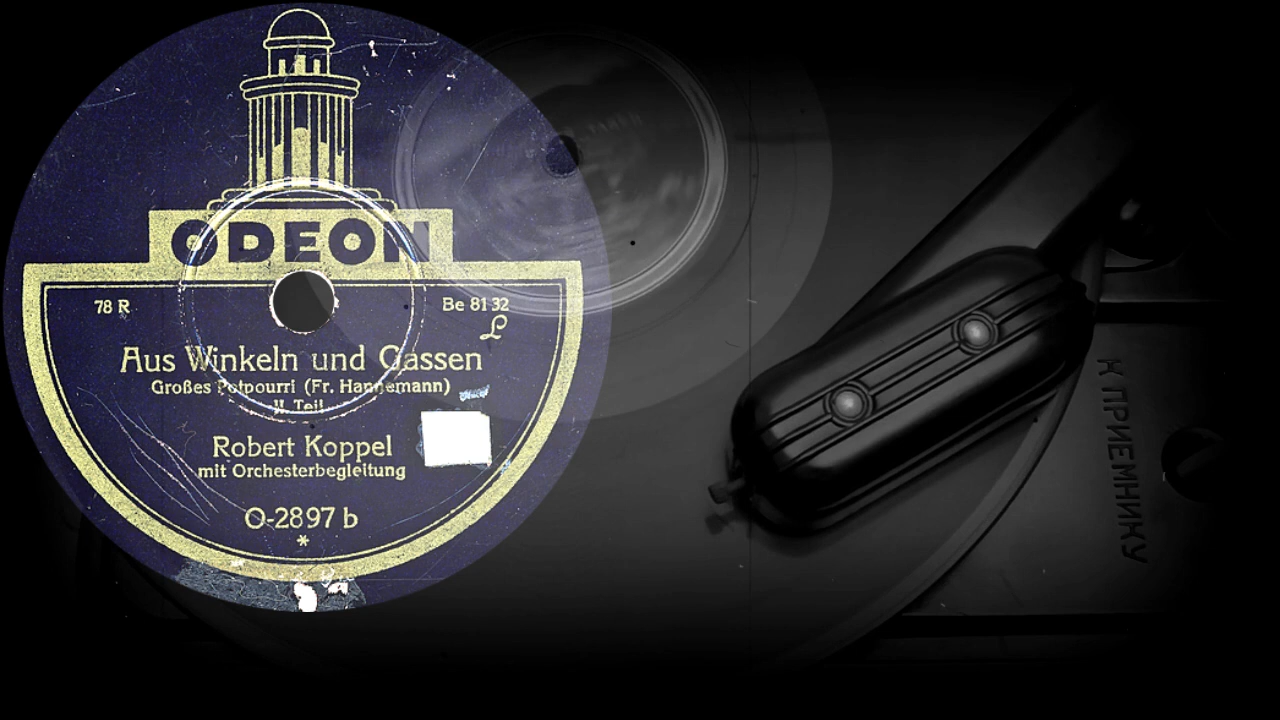 ODEON
78 R
Be 8132
L
Aus Winkeln und Gassen
Großes Potpourri (Fr. Hannemann)
II. Teil
Robert Koppel
mit Orchesterbegleitung
O-2897 b
*
К ПРИЕМНИКУ